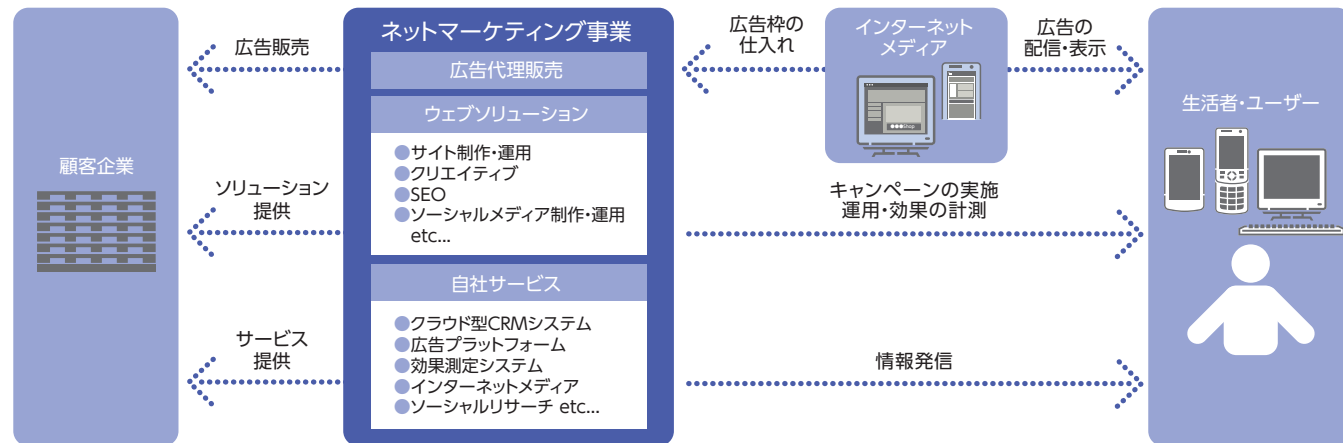 顧客企業
広告販売
ソリューション
提供
サービス
提供
ネットマーケティング事業
広告代理販売
ウェブソリューション
●サイト制作・運用
●クリエイティブ
●SEO
●ソーシャルメディア制作・運用
etc...
自社サービス
●クラウド型CRMシステム
●広告プラットフォーム
●効果測定システム
●インターネットメディア
●ソーシャルリサーチ etc...
広告枠の
仕入れ
インターネット
メディア
●●●Shop
広告の
配信・表示
キャンペーンの実施
運用・効果の計測
情報発信
生活者・ユーザー